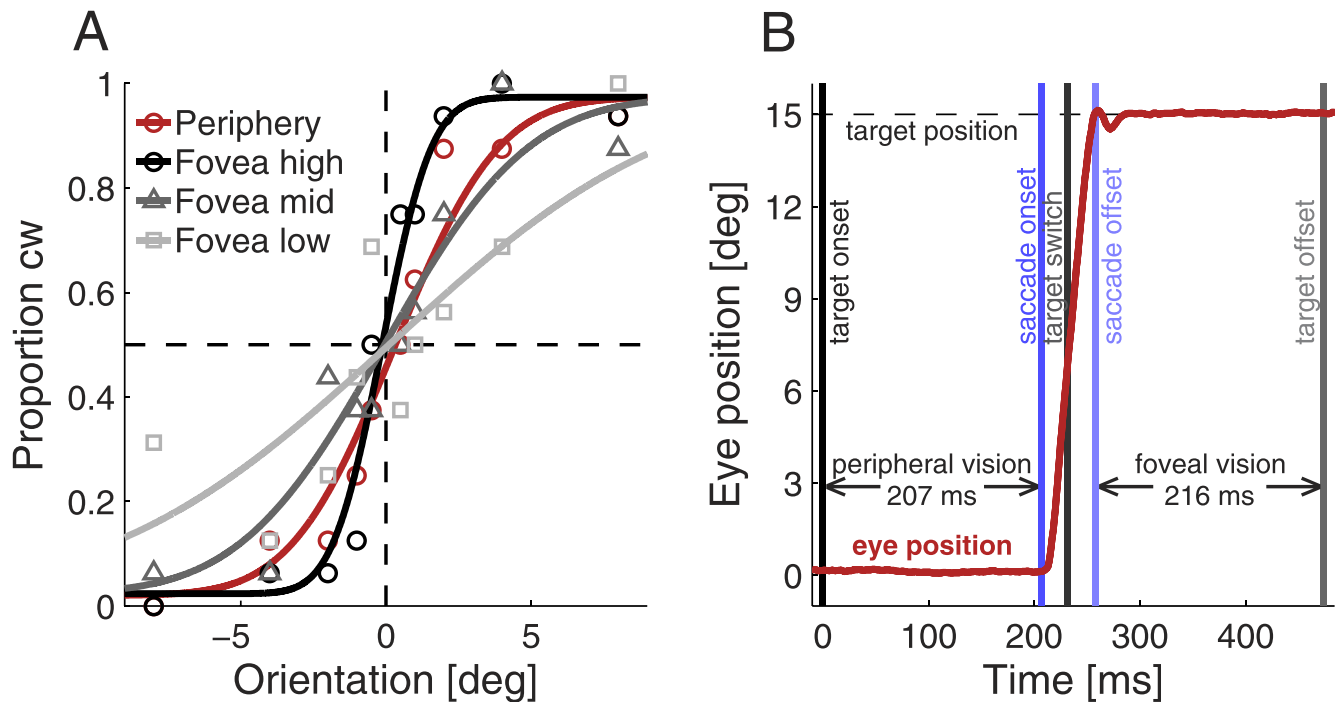 A
Proportion cw
1
0.8
0.6
0.4
0.2
0
Periphery
Fovea high
Fovea mid
Fovea low
−5
0
5
Orientation [deg]
B
Eye position [deg]
15
12
9
6
3
0
target position
target onset
saccade onset
target switch
saccade offset
target offset
peripheral vision
207 ms
foveal vision
216 ms
eye position
0
100
200
300
400
Time [ms]